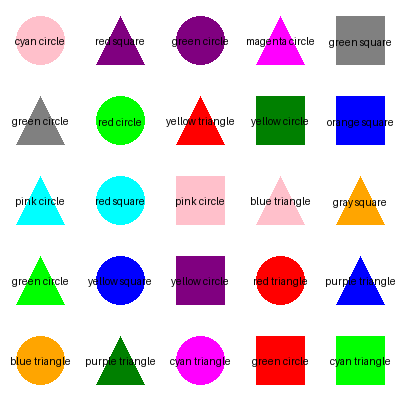 cyan circle red square green circle magenta circle green square
green circle red circle yellow triangle yellow circle orange square
pink circle red square pink circle blue triangle gray square
green circle yellow square yellow circle red triangle purple triangle
blue triangle purple triangle cyan triangle green circle cyan triangle